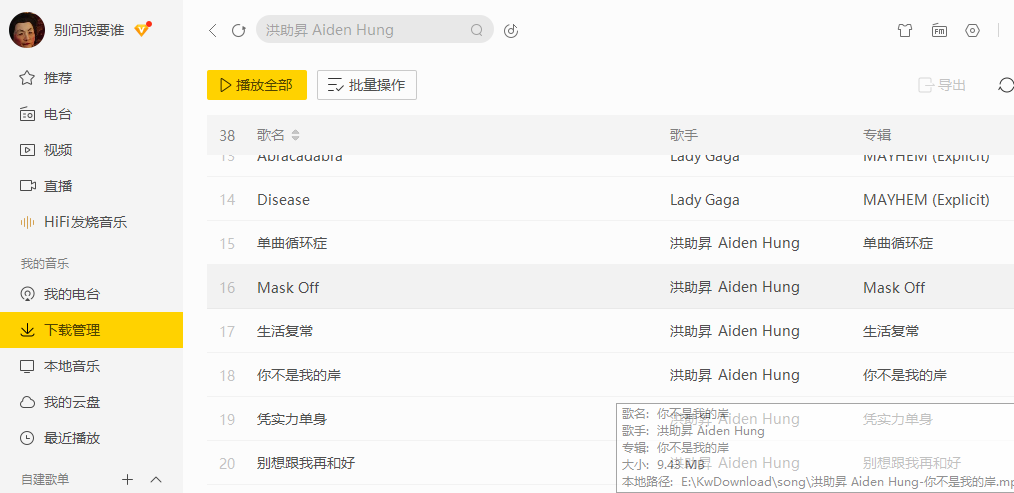 别问我要谁
洪助昇 Aiden Hung
FM
推荐
电台
视频
直播
HiFi发烧音乐
我的音乐
我的电台
下载管理
本地音乐
我的云盘
最近播放
自建歌单
播放全部 批量操作 导出
38 歌名 歌手 专辑
13 Abracadabra Lady Gaga MAYHEM (Explicit)
14 Disease Lady Gaga MAYHEM (Explicit)
15 单曲循环症 洪助昇 Aiden Hung 单曲循环症
16 Mask Off 洪助昇 Aiden Hung Mask Off
17 生活复常 洪助昇 Aiden Hung 生活复常
18 你不是我的岸 洪助昇 Aiden Hung 你不是我的岸
19 凭实力单身 洪助昇 Aiden Hung 凭实力单身
20 别想跟我再和好 洪助昇 Aiden Hung 别想跟我再和好
歌名: 你不是我的岸
歌手: 洪助昇 Aiden Hung
专辑: 你不是我的岸
大小: 9.43 MB
本地路径: E:\KwDownload\song\洪助昇 Aiden Hung-你不是我的岸.mp